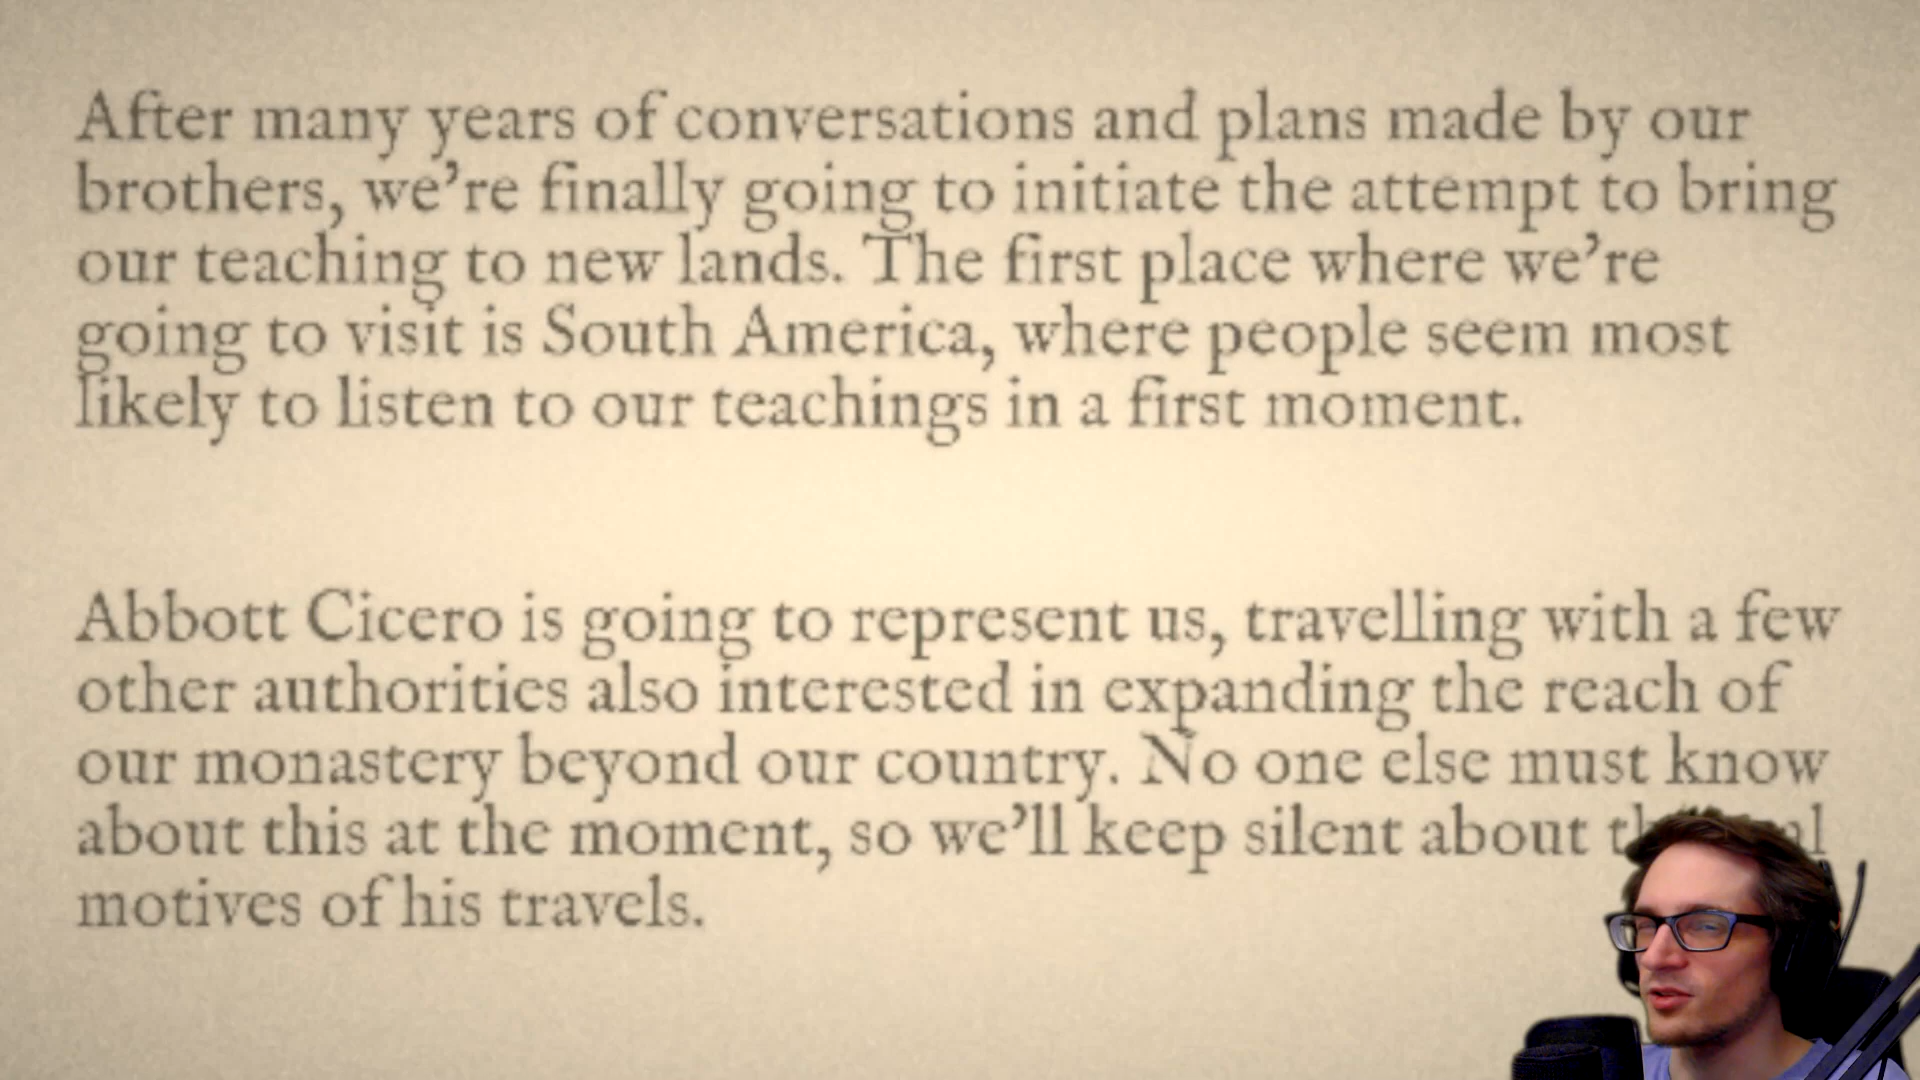 After many years of conversations and plans made by our
brothers, we’re finally going to initiate the attempt to bring
our teaching to new lands. The first place where we’re
going to visit is South America, where people seem most
likely to listen to our teachings in a first moment.
Abbott Cicero is going to represent us, travelling with a few
other authorities also interested in expanding the reach of
our monastery beyond our country. No one else must know
about this at the moment, so we’ll keep silent about
motives of his travels.